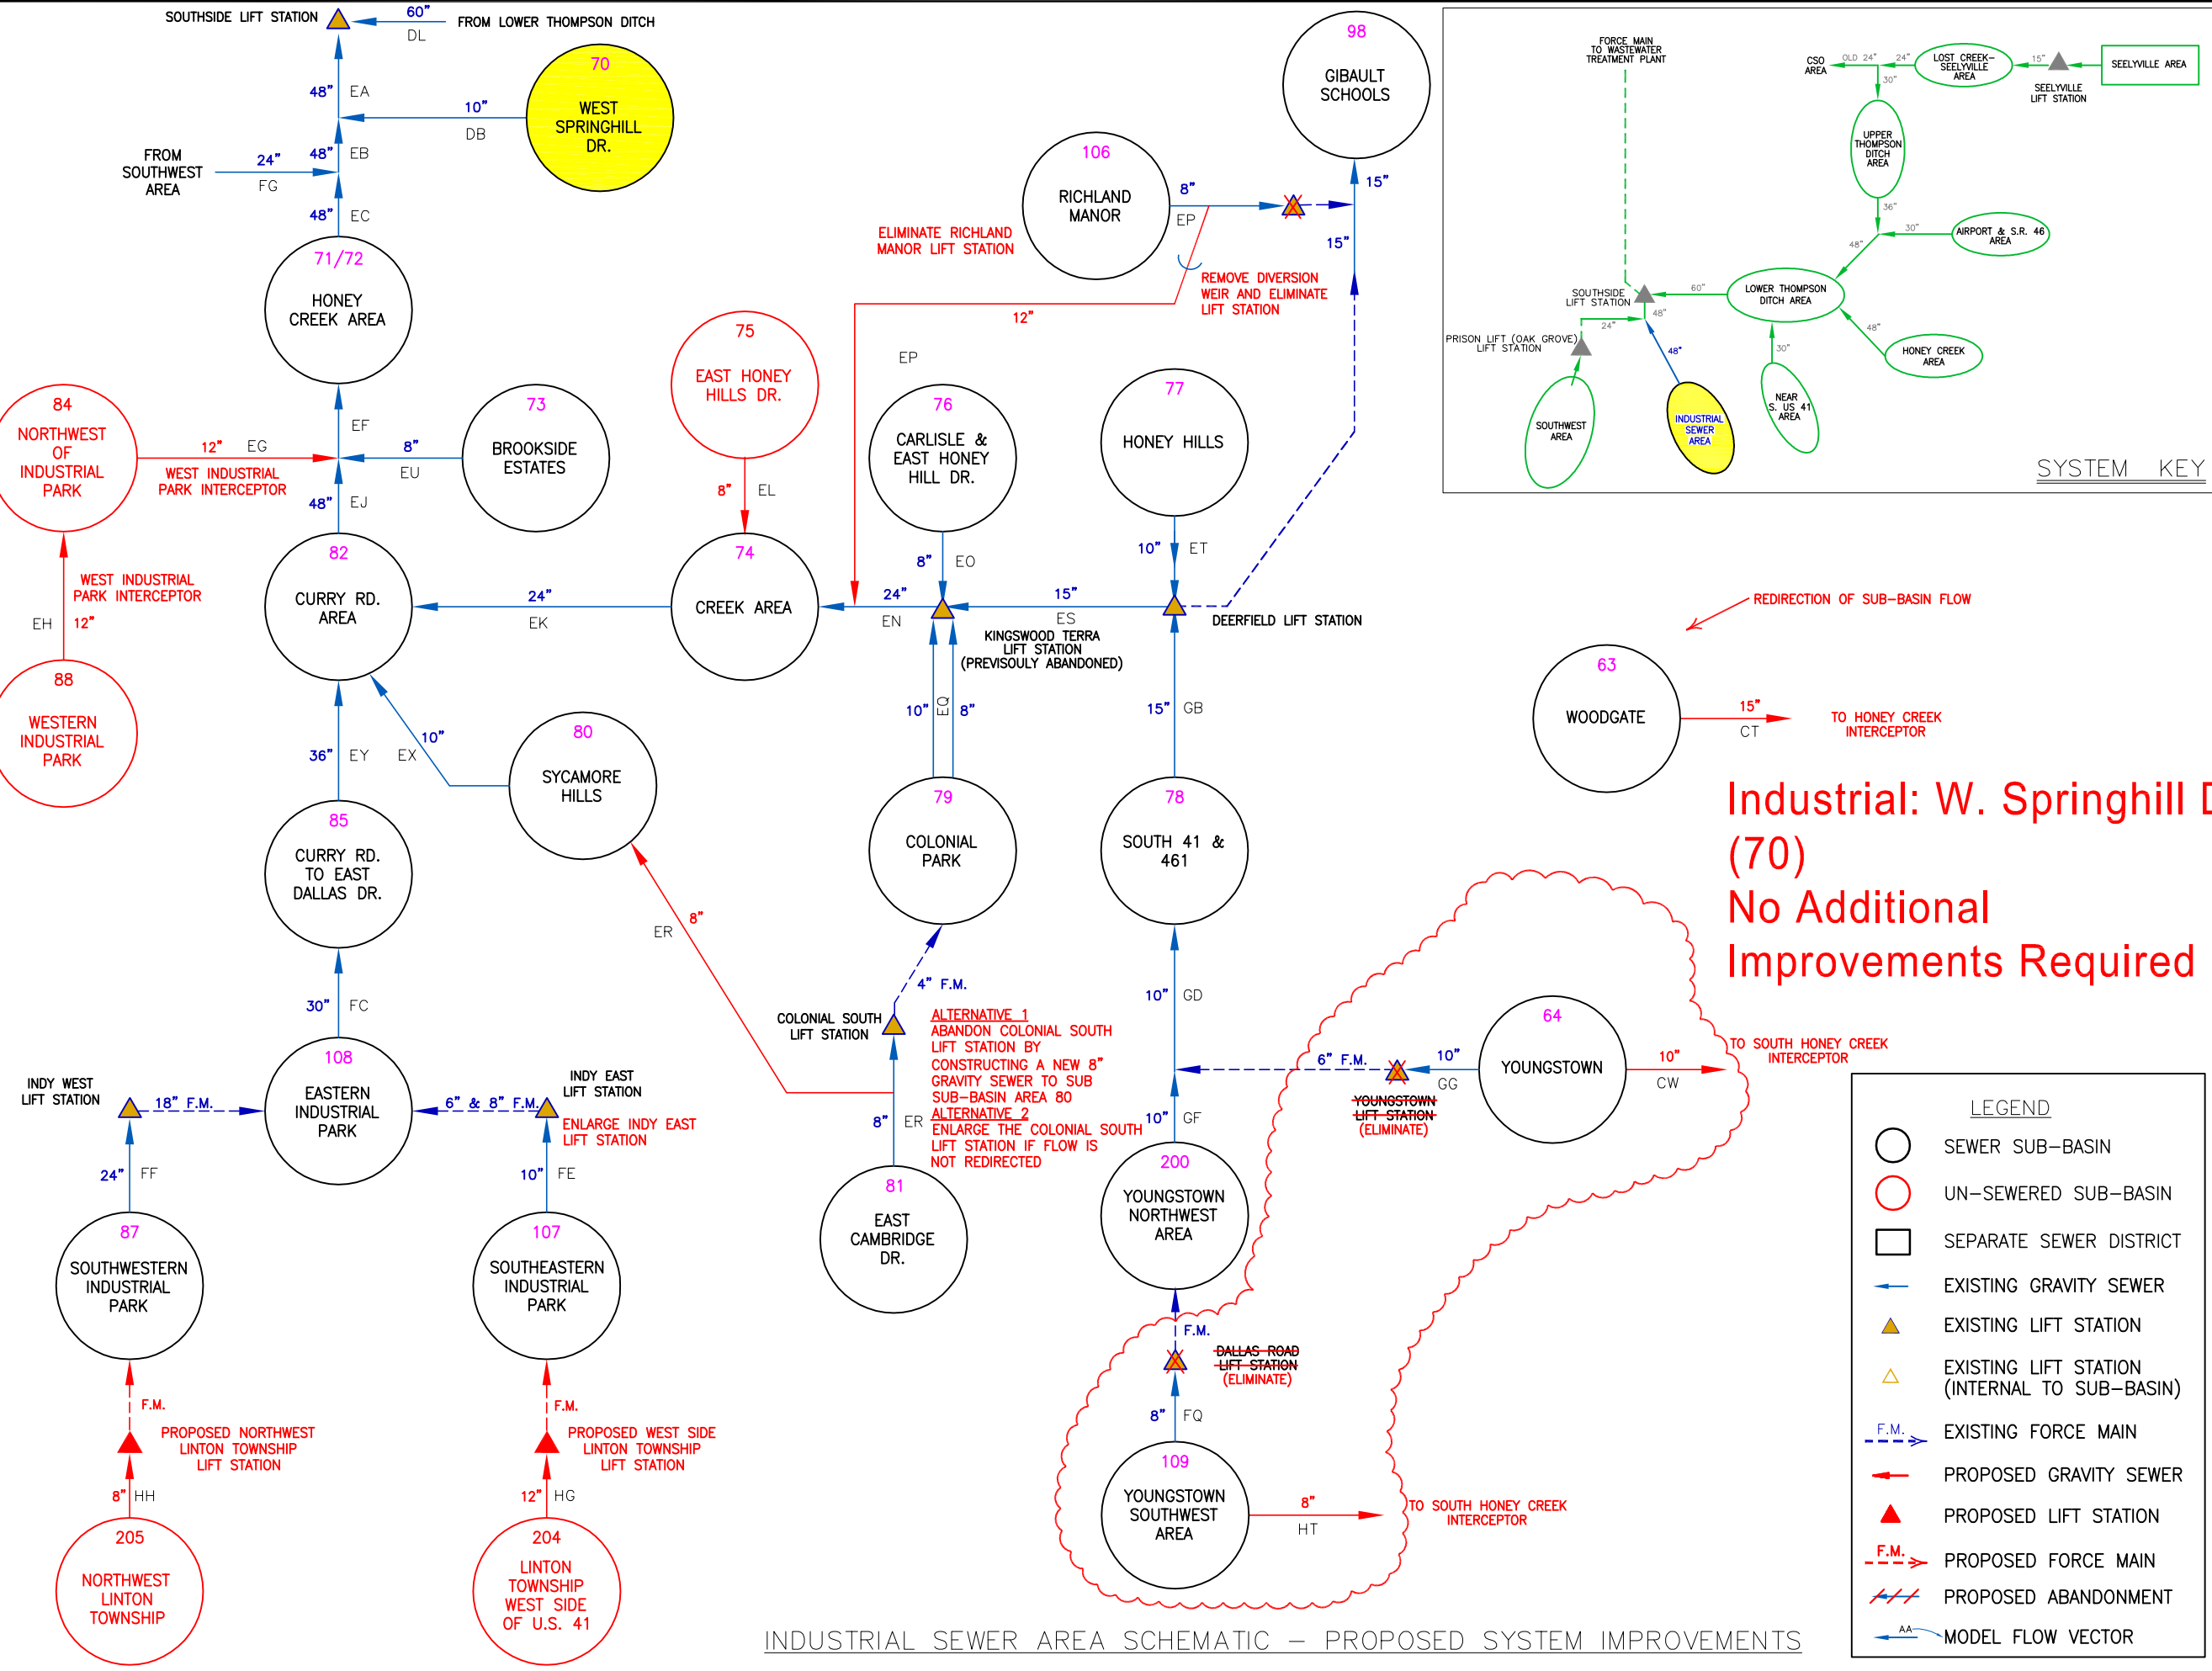 SOUTHSIDE LIFT STATION
60"
DL
FROM LOWER THOMPSON DITCH
70
WEST
SPRINGHILL
DR.
48" EA
10"
DB
48" EB
FROM
SOUTHWEST
AREA
24"
FG
48" EC
71/72
HONEY
CREEK AREA
98
GIBAULT
SCHOOLS
106
RICHLAND
MANOR
8"
EP
15"
15"
ELIMINATE RICHLAND
MANOR LIFT STATION
REMOVE DIVERSION
WEIR AND ELIMINATE
LIFT STATION
12"
EP
75
EAST HONEY
HILLS DR.
8" EL
84
NORTHWEST
OF
INDUSTRIAL
PARK
12" EG
WEST INDUSTRIAL
PARK INTERCEPTOR
EF
8"
EU
73
BROOKSIDE
ESTATES
48" EJ
76
CARLISLE &
EAST HONEY
HILL DR.
8" EO
77
HONEY HILLS
10" ET
WEST INDUSTRIAL
PARK INTERCEPTOR
EH 12"
88
WESTERN
INDUSTRIAL
PARK
82
CURRY RD.
AREA
24"
EK
74
CREEK AREA
24"
EN
15"
ES
KINGSWOOD TERRA
LIFT STATION
(PREVISOULY ABANDONED)
DEERFIELD LIFT STATION
36" EY
10"
EX
80
SYCAMORE
HILLS
10" EQ 8"
15" GB
85
CURRY RD.
TO EAST
DALLAS DR.
79
COLONIAL
PARK
78
SOUTH 41 &
461
8"
ER
4" F.M.
COLONIAL SOUTH
LIFT STATION
ALTERNATIVE 1
ABANDON COLONIAL SOUTH
LIFT STATION BY
CONSTRUCTING A NEW 8"
GRAVITY SEWER TO SUB
SUB-BASIN AREA 80
ALTERNATIVE 2
ENLARGE THE COLONIAL SOUTH
LIFT STATION IF FLOW IS
NOT REDIRECTED
8" ER
81
EAST
CAMBRIDGE
DR.
30" FC
108
EASTERN
INDUSTRIAL
PARK
INDY WEST
LIFT STATION
18" F.M.
6" & 8" F.M.
INDY EAST
LIFT STATION
ENLARGE INDY EAST
LIFT STATION
24" FF
10" FE
87
SOUTHWESTERN
INDUSTRIAL
PARK
107
SOUTHEASTERN
INDUSTRIAL
PARK
F.M.
PROPOSED NORTHWEST
LINTON TOWNSHIP
LIFT STATION
8" HH
205
NORTHWEST
LINTON
TOWNSHIP
F.M.
PROPOSED WEST SIDE
LINTON TOWNSHIP
LIFT STATION
12" HG
204
LINTON
TOWNSHIP
WEST SIDE
OF U.S. 41
10" GD
10" GF
6" F.M.
10"
GG
YOUNGSTOWN
LIFT STATION
(ELIMINATE)
64
YOUNGSTOWN
10"
CW
TO SOUTH HONEY CREEK
INTERCEPTOR
200
YOUNGSTOWN
NORTHWEST
AREA
F.M.
DALLAS ROAD
LIFT STATION
(ELIMINATE)
8" FQ
109
YOUNGSTOWN
SOUTHWEST
AREA
8"
HT
TO SOUTH HONEY CREEK
INTERCEPTOR
REDIRECTION OF SUB-BASIN FLOW
63
WOODGATE
15"
CT
TO HONEY CREEK
INTERCEPTOR
Industrial: W. Springhill D
(70)
No Additional
Improvements Required
FORCE MAIN
TO WASTEWATER
TREATMENT PLANT
CSO
AREA
OLD 24"
24"
LOST CREEK-
SEELYVILLE
AREA
15"
SEELYVILLE
LIFT STATION
SEELYVILLE AREA
30"
UPPER
THOMPSON
DITCH
AREA
36"
30"
AIRPORT & S.R. 46
AREA
48"
SOUTHSIDE
LIFT STATION
60"
LOWER THOMPSON
DITCH AREA
24"
48"
PRISON LIFT (OAK GROVE)
LIFT STATION
48"
30"
48"
HONEY CREEK
AREA
SOUTHWEST
AREA
INDUSTRIAL
SEWER
AREA
NEAR
S. US 41
AREA
SYSTEM KEY
LEGEND
SEWER SUB-BASIN
UN-SEWERED SUB-BASIN
SEPARATE SEWER DISTRICT
EXISTING GRAVITY SEWER
EXISTING LIFT STATION
EXISTING LIFT STATION
(INTERNAL TO SUB-BASIN)
F.M. EXISTING FORCE MAIN
PROPOSED GRAVITY SEWER
PROPOSED LIFT STATION
F.M. PROPOSED FORCE MAIN
PROPOSED ABANDONMENT
AA MODEL FLOW VECTOR
INDUSTRIAL SEWER AREA SCHEMATIC - PROPOSED SYSTEM IMPROVEMENTS